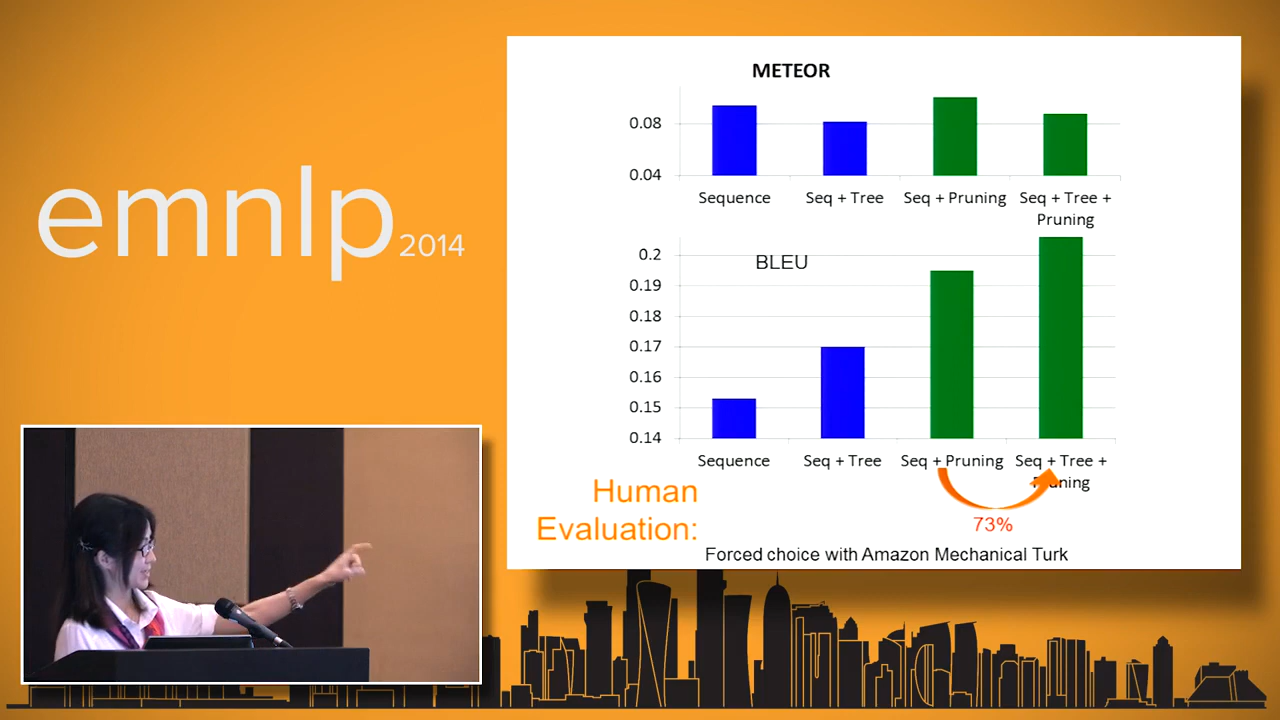 emnlp 2014
METEOR
0.08
0.04
Sequence Seq + Tree Seq + Pruning Seq + Tree +
Pruning
BLEU
0.2
0.19
0.18
0.17
0.16
0.15
0.14
Sequence Seq + Tree Seq + Pruning Seq + Tree +
Pruning
Human
Evaluation:
73%
Forced choice with Amazon Mechanical Turk